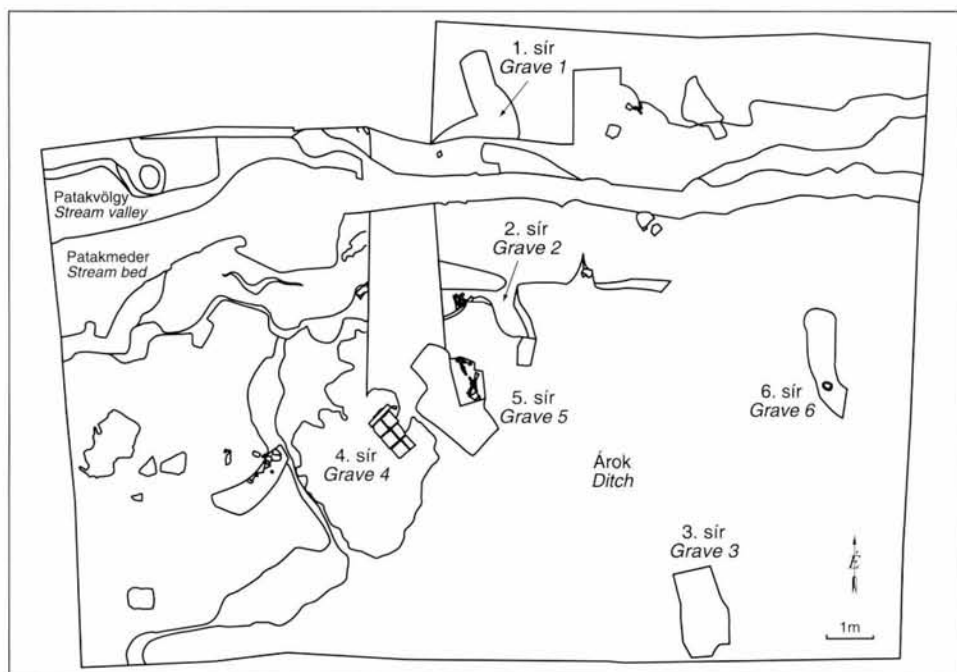 1. sír
Grave 1
Patakvölgy
Stream valley
2. sír
Grave 2
Patakmeder
Stream bed
5. sír
Grave 5
6. sír
Grave 6
4. sír
Grave 4
Árok
Ditch
3. sír
Grave 3
É
1m